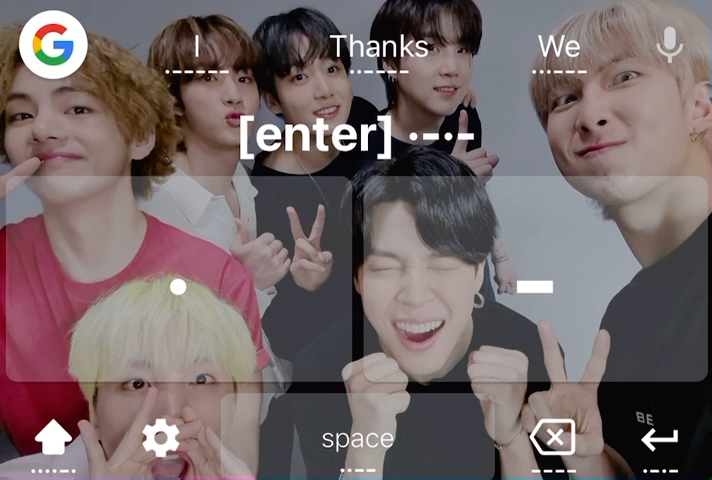 G
I Thanks We
[enter] ·-·-
· -
space
BE